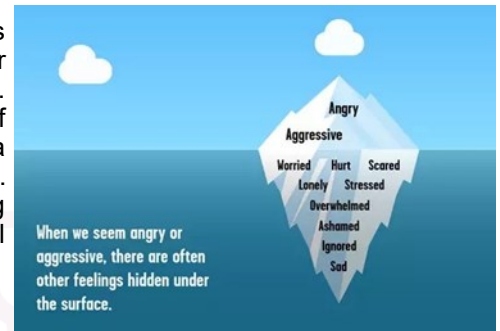 Angry
Aggressive
Worried Hurt Scared
Lonely Stressed
Overwhelmed
Ashamed
Ignored
Sad
When we seem angry or
aggressive, there are often
other feelings hidden under
the surface.